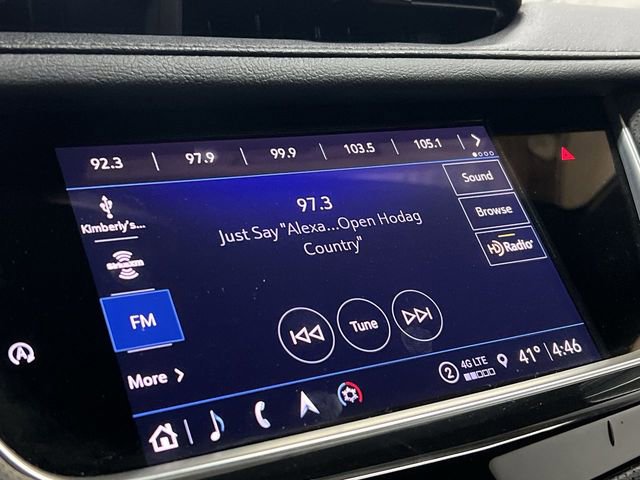 92.3 97.9 99.9 103.5 105.1
97.3
Just Say "Alexa...Open Hodag
Country"
Sound
Browse
HD Radio
Kimberly's...
siriusxm
FM
More
Tune
A
2 4G LTE 41° 4:46